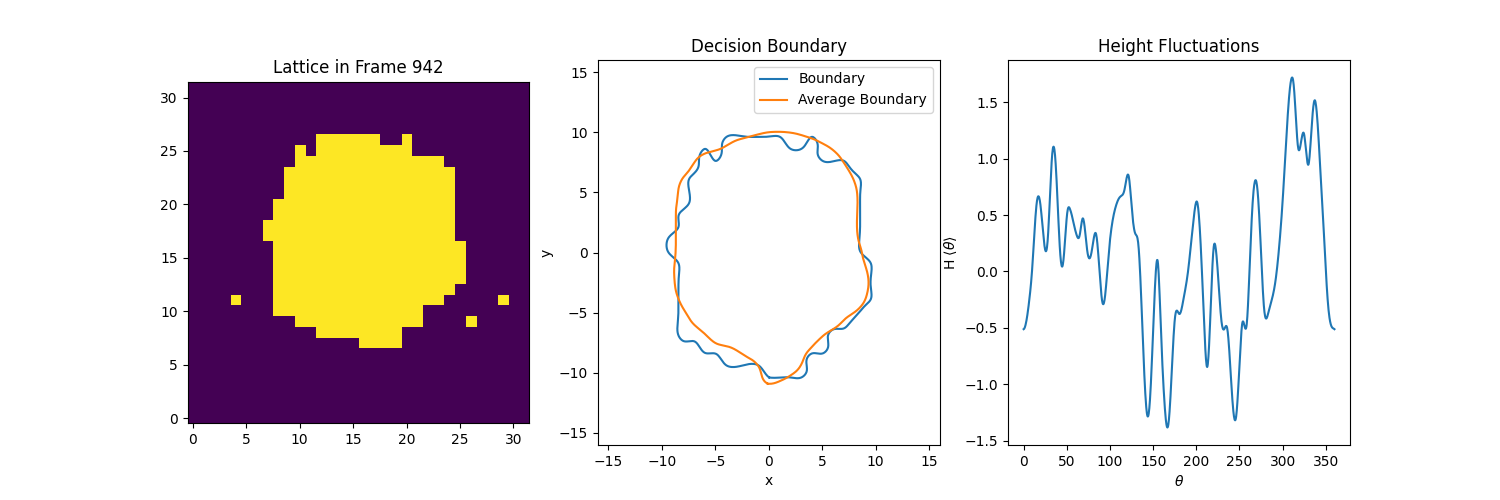 Lattice in Frame 942
30
25
20
15
10
5
0
0 5 10 15 20 25 30
Decision Boundary
Boundary
Average Boundary
15
10
5
0
−5
−10
−15
y
−15 −10 −5 0 5 10 15
x
Height Fluctuations
1.5
1.0
0.5
0.0
−0.5
−1.0
−1.5
H ⟨θ⟩
0 50 100 150 200 250 300 350
θ